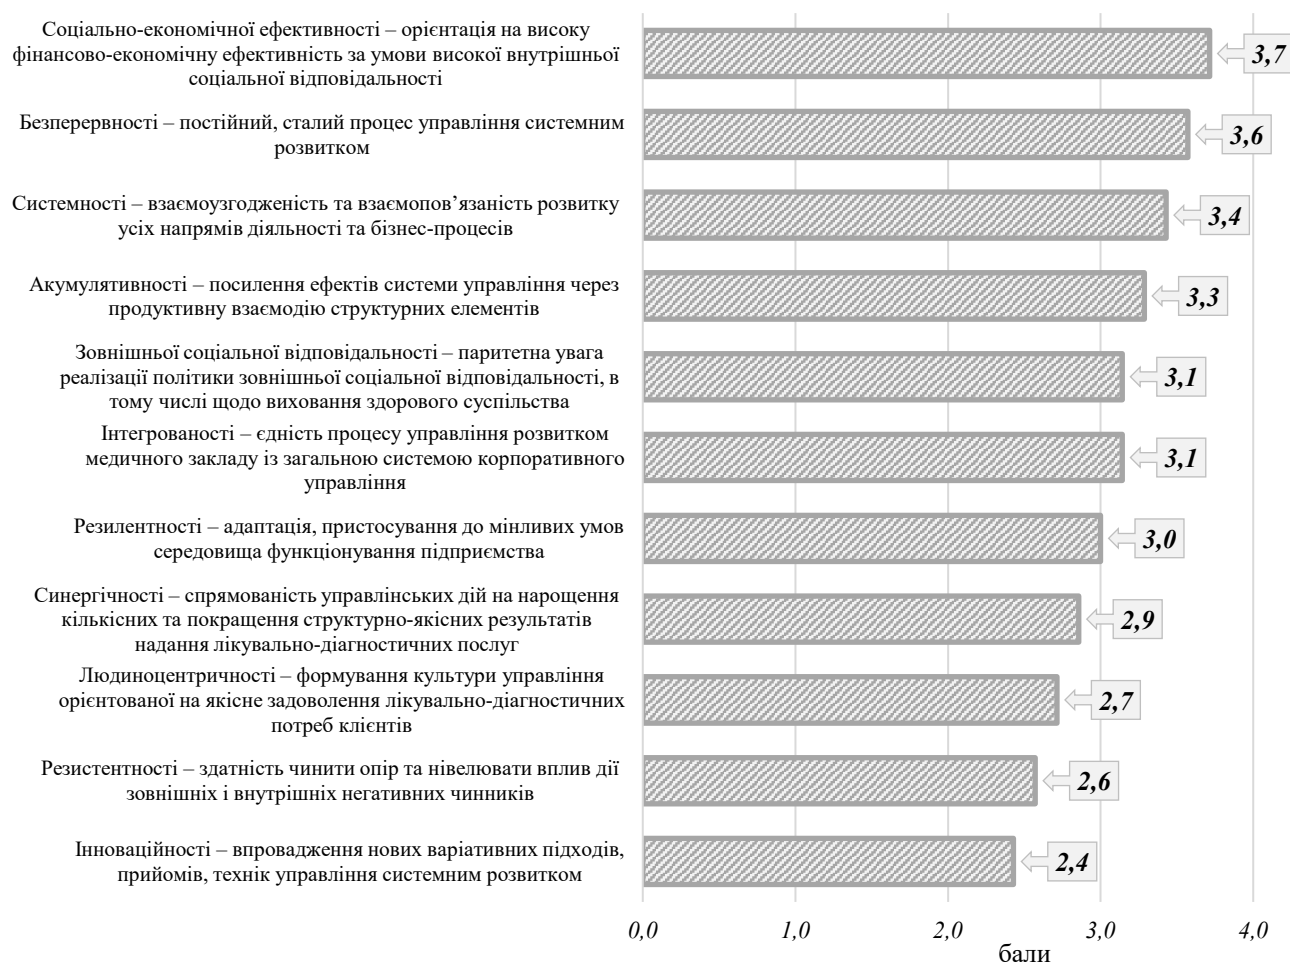 Соціально-економічної ефективності – орієнтація на високу
фінансово-економічну ефективність за умови високої внутрішньої
соціальної відповідальності
3,7
Безперервності – постійний, сталий процес управління системним
розвитком
3,6
Системності – взаємоузгодженість та взаємопов’язаність розвитку
усіх напрямів діяльності та бізнес-процесів
3,4
Акумулятивності – посилення ефектів системи управління через
продуктивну взаємодію структурних елементів
3,3
Зовнішньої соціальної відповідальності – паритетна увага
реалізації політики зовнішньої соціальної відповідальності, в
тому числі щодо виховання здорового суспільства
3,1
Інтегрованості – єдність процесу управління розвитком
медичного закладу із загальною системою корпоративного
управління
3,1
Резилентності – адаптація, пристосування до мінливих умов
середовища функціонування підприємства
3,0
Синергічності – спрямованість управлінських дій на нарощення
кількісних та покращення структурно-якісних результатів
надання лікувально-діагностичних послуг
2,9
Людиноцентричності – формування культури управління
орієнтованої на якісне задоволення лікувально-діагностичних
потреб клієнтів
2,7
Резистентності – здатність чинити опір та нівелювати вплив дії
зовнішніх і внутрішніх негативних чинників
2,6
Інноваційності – впровадження нових варіативних підходів,
прийомів, технік управління системним розвитком
2,4
0,0 1,0 2,0 3,0 4,0
бали